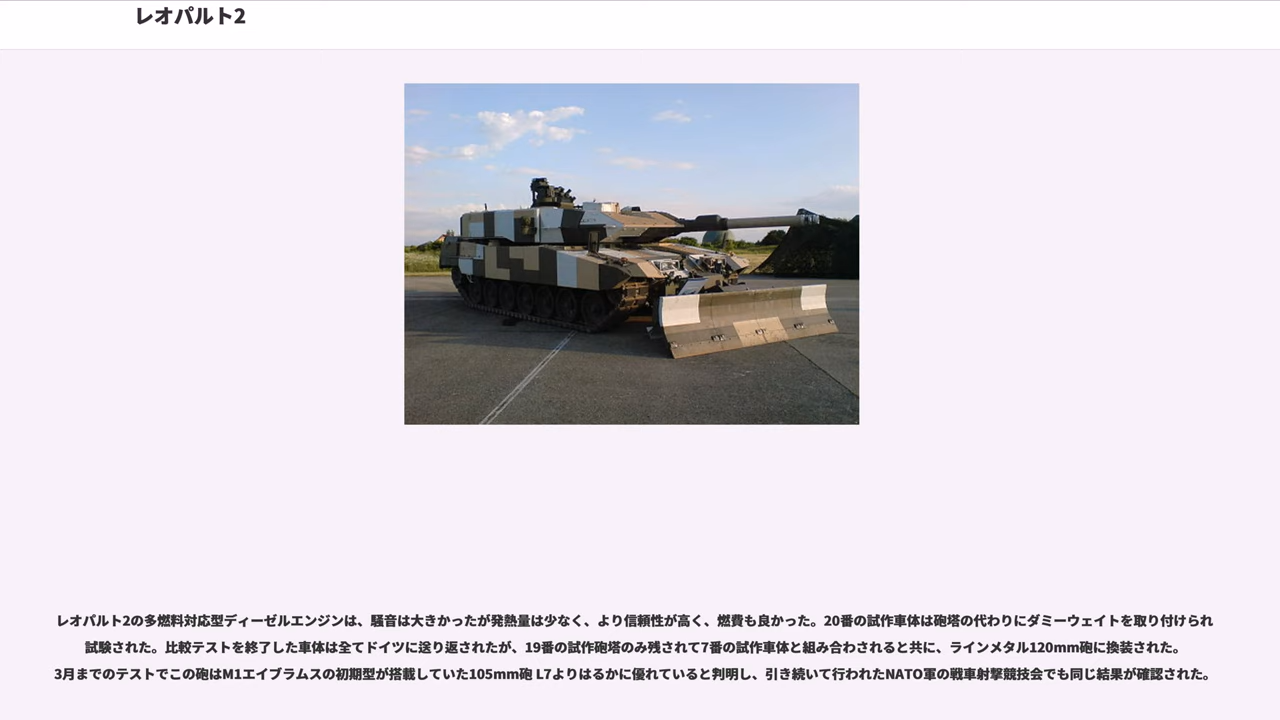 レオパルト2
レオパルト2の多燃料対応型ディーゼルエンジンは、騒音は大きかったが発熱量は少なく、より信頼性が高く、燃費も良かった。20番の試作車体は砲塔の代わりにダミーウェイトを取り付けられ
試験された。比較テストを終了した車体は全てドイツに送り返されたが、19番の試作砲塔のみ残されて7番の試作車体と組み合わされると共に、ラインメタル120mm砲に換装された。
3月までのテストでこの砲はM1エイブラムスの初期型が搭載していた105mm砲 L7よりはるかに優れていると判明し、引き続いて行われたNATO軍の戦車射撃競技会でも同じ結果が確認された。